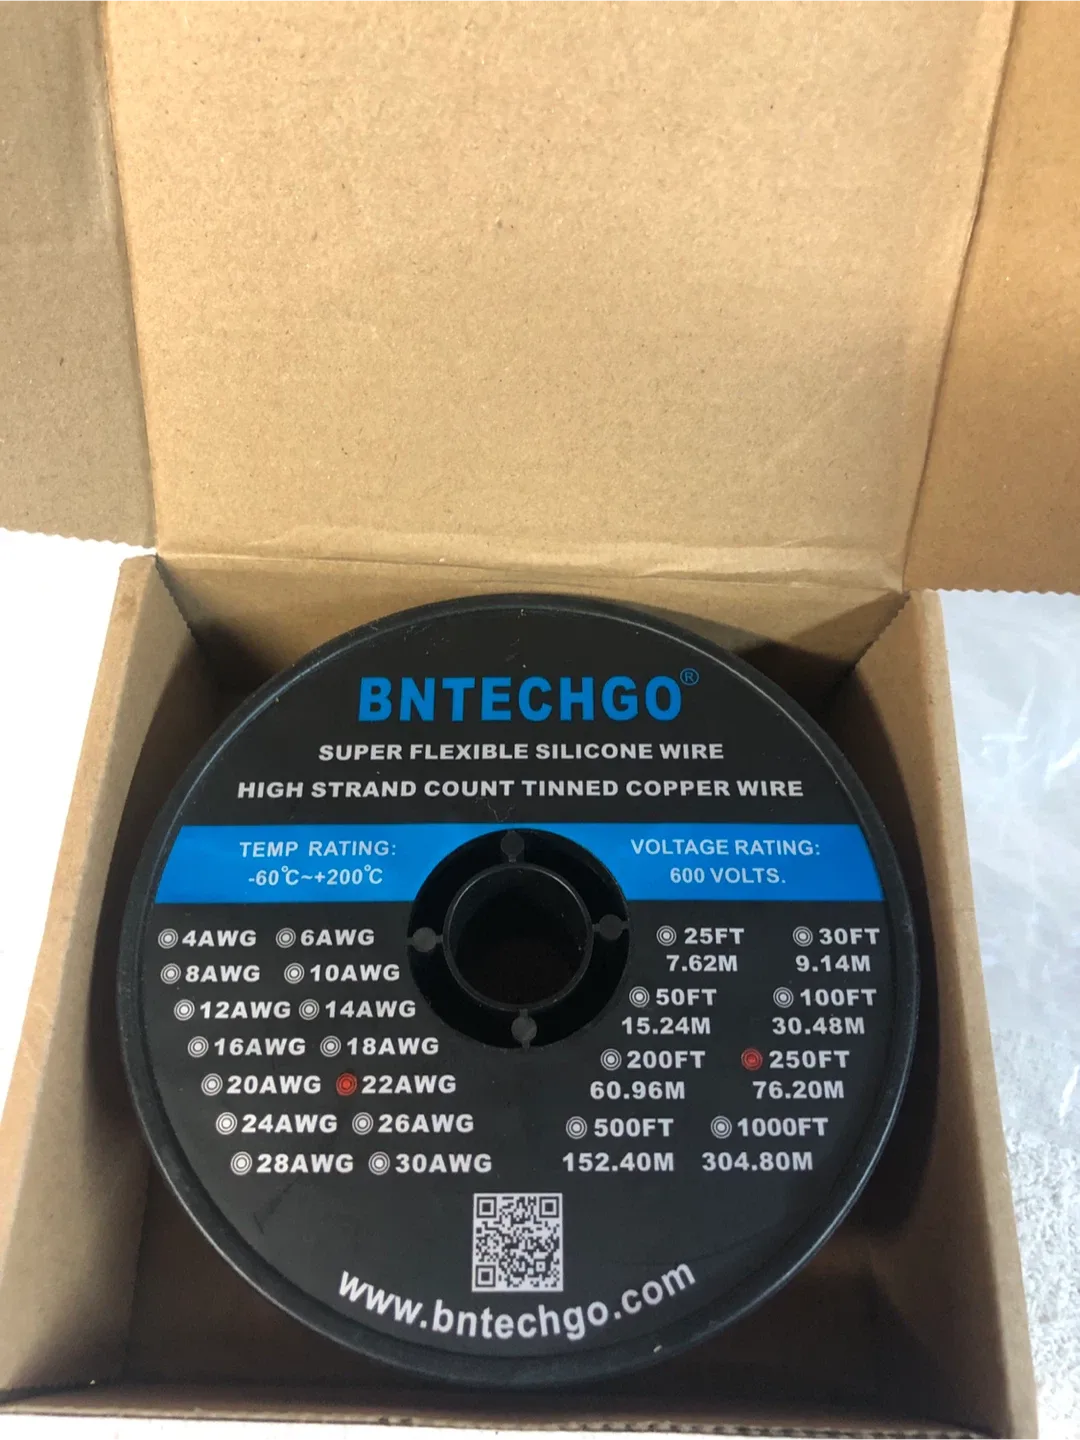 BNTECHGO®
SUPER FLEXIBLE SILICONE WIRE
HIGH STRAND COUNT TINNED COPPER WIRE
TEMP RATING:
-60°C~+200°C
VOLTAGE RATING:
600 VOLTS.
4AWG 6AWG
8AWG 10AWG
12AWG 14AWG
16AWG 18AWG
20AWG 22AWG
24AWG 26AWG
28AWG 30AWG
25FT 30FT
7.62M 9.14M
50FT 100FT
15.24M 30.48M
200FT 250FT
60.96M 76.20M
500FT 1000FT
152.40M 304.80M
www.bntechgo.com